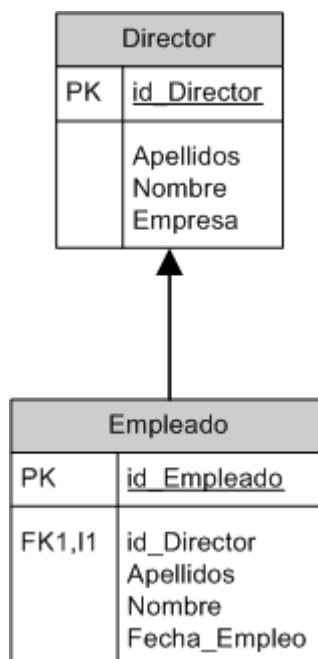 Director
PK id_Director
Apellidos
Nombre
Empresa
Empleado
PK id_Empleado
FK1,I1 id_Director
Apellidos
Nombre
Fecha_Empleo